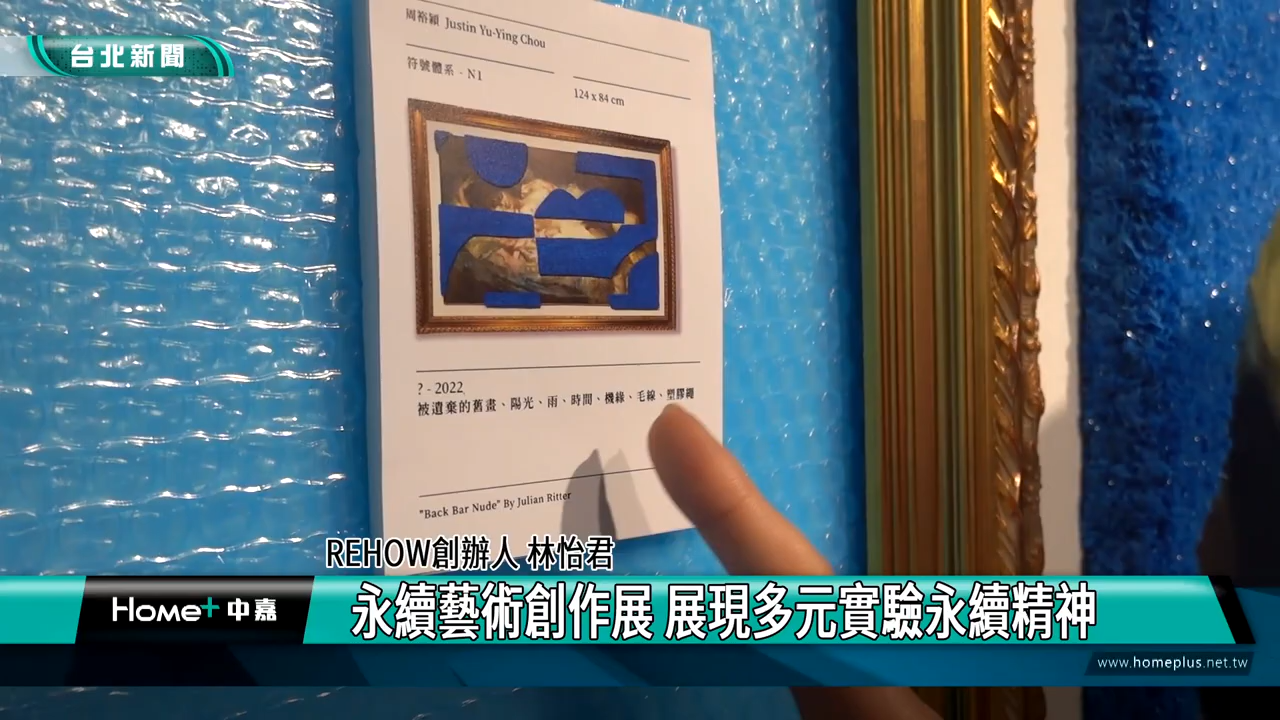 台北新聞
周裕穎 Justin Yu-Ying Chou
符號體系 - N1
124 x 84 cm
? - 2022
被遺棄的舊畫、陽光、雨、時間、機綠、毛線、塑膠繩
"Back Bar Nude" By Julian Ritter
REHOW創辦人 林怡君
Home+ 中嘉
永續藝術創作展 展現多元實驗永續精神
www.homeplus.net.tw